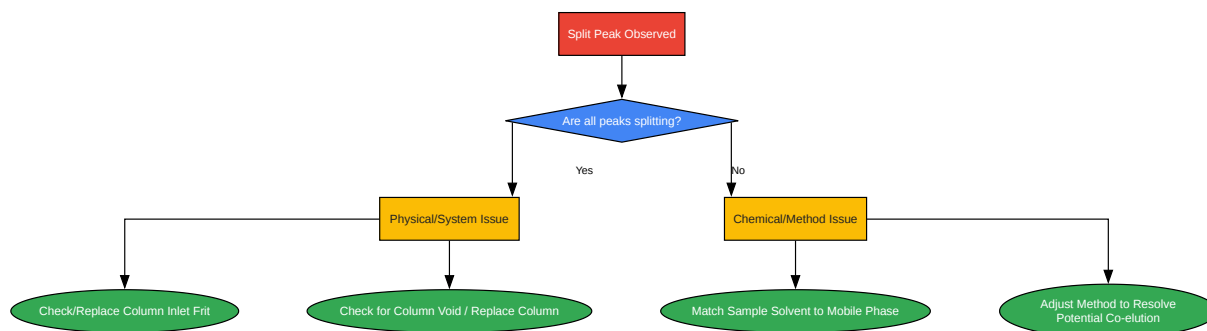 Split Peak Observed
Are all peaks splitting?
Yes
No
Physical/System Issue
Chemical/Method Issue
Check/Replace Column Inlet Frit
Check for Column Void / Replace Column
Match Sample Solvent to Mobile Phase
Adjust Method to Resolve
Potential Co-elution